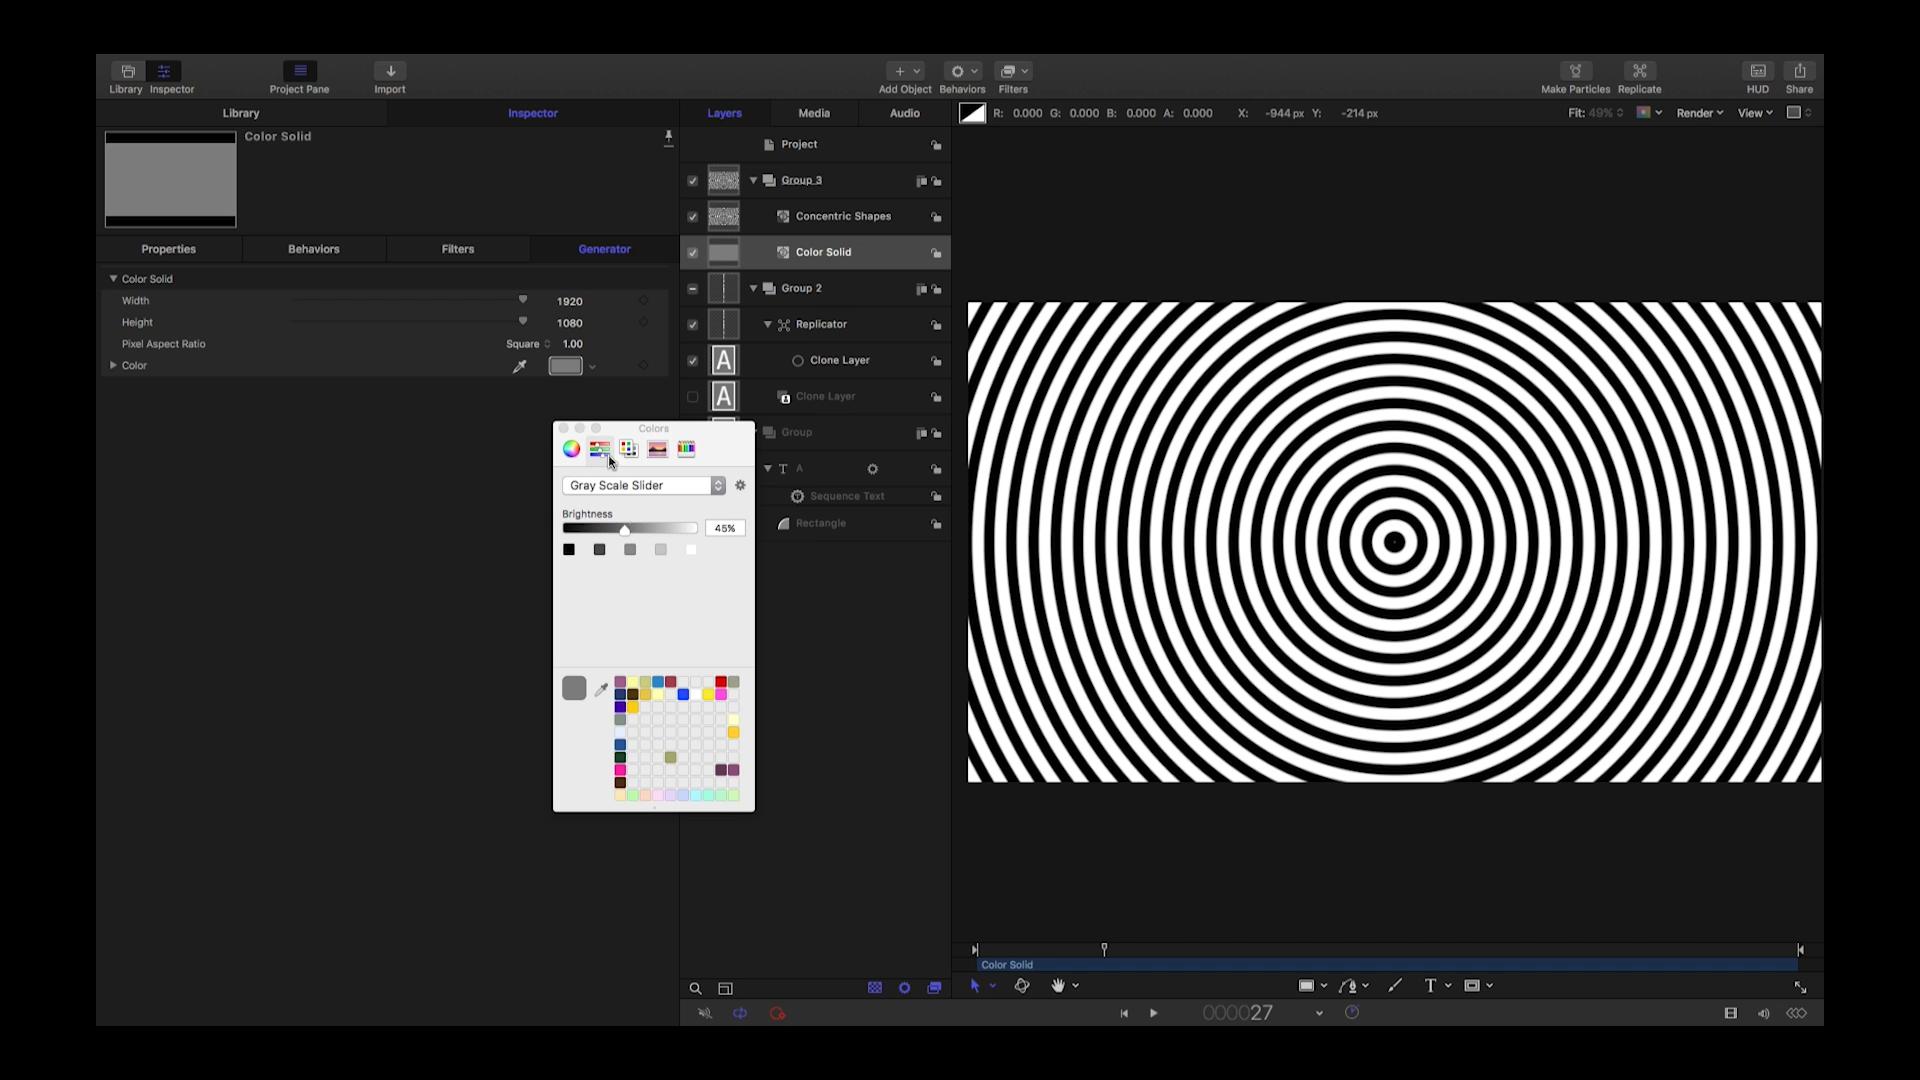 Library Inspector Project Pane Import Add Object Behaviors Filters Make Particles Replicate HUD Share
Library Inspector Layers Media Audio R: 0.000 G: 0.000 B: 0.000 A: 0.000 X: -944 px Y: -214 px Fit: 49% Render View
Color Solid
Project
Group 3
Concentric Shapes
Properties Behaviors Filters Generator
Color Solid
Color Solid
Width 1920
Group 2
Height 1080
Replicator
Pixel Aspect Ratio Square 1.00
Color
A Clone Layer
A Clone Layer
Colors
Group
T A
Gray Scale Slider
Sequence Text
Brightness
45%
Rectangle
Color Solid
T
000027